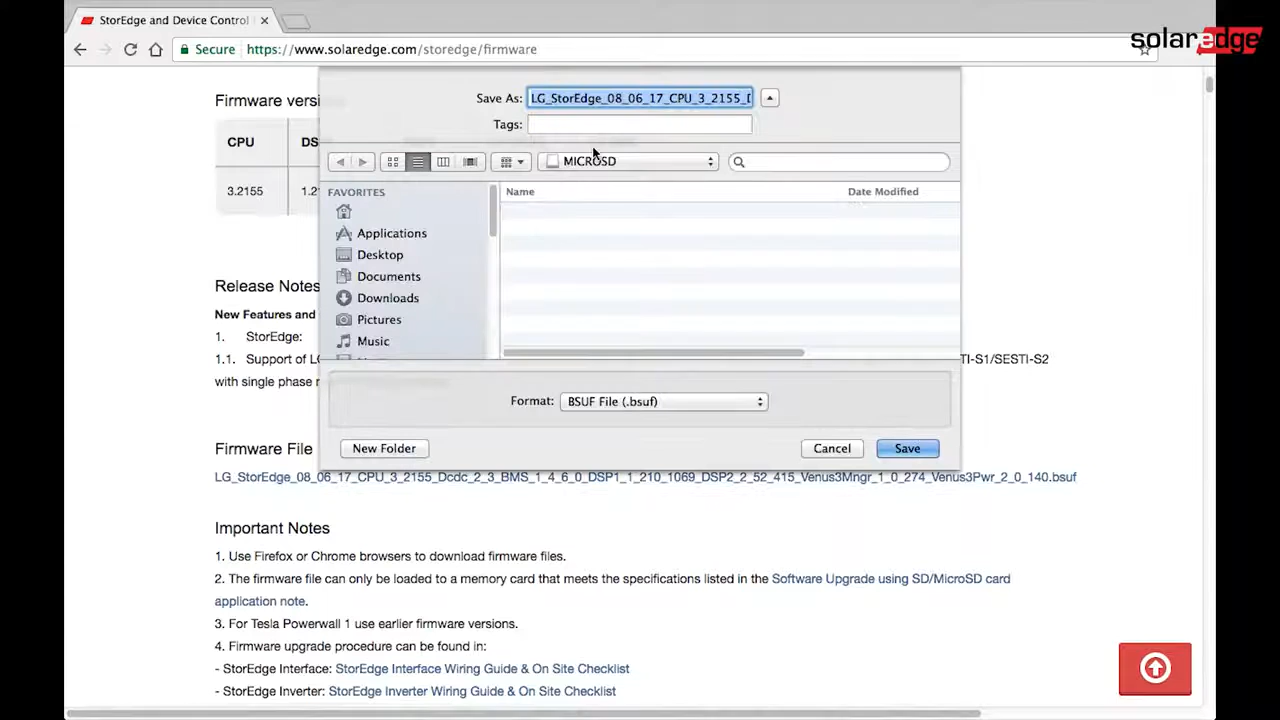 StorEdge and Device Control
Secure https://www.solaredge.com/storedge/firmware
solaredge
Save As: LG_StorEdge_08_06_17_CPU_3_2155_
Tags:
MICROSD
FAVORITES
Name Date Modified
Applications
Desktop
Documents
Downloads
Pictures
Music
Format: BSUF File (.bsuf)
New Folder Cancel Save
Firmware versi
CPU DS
3.2155 1.2
Release Notes
New Features and
1. StorEdge:
1.1. Support of LG TI-S1/SESTI-S2
with single phase
Firmware File
LG_StorEdge_08_06_17_CPU_3_2155_Dcdc_2_3_BMS_1_4_6_0_DSP1_1_210_1069_DSP2_2_52_415_Venus3Mngr_1_0_274_Venus3Pwr_2_0_140.bsuf
Important Notes
1. Use Firefox or Chrome browsers to download firmware files.
2. The firmware file can only be loaded to a memory card that meets the specifications listed in the Software Upgrade using SD/MicroSD card
application note.
3. For Tesla Powerwall 1 use earlier firmware versions.
4. Firmware upgrade procedure can be found in:
- StorEdge Interface: StorEdge Interface Wiring Guide & On Site Checklist
- StorEdge Inverter: StorEdge Inverter Wiring Guide & On Site Checklist